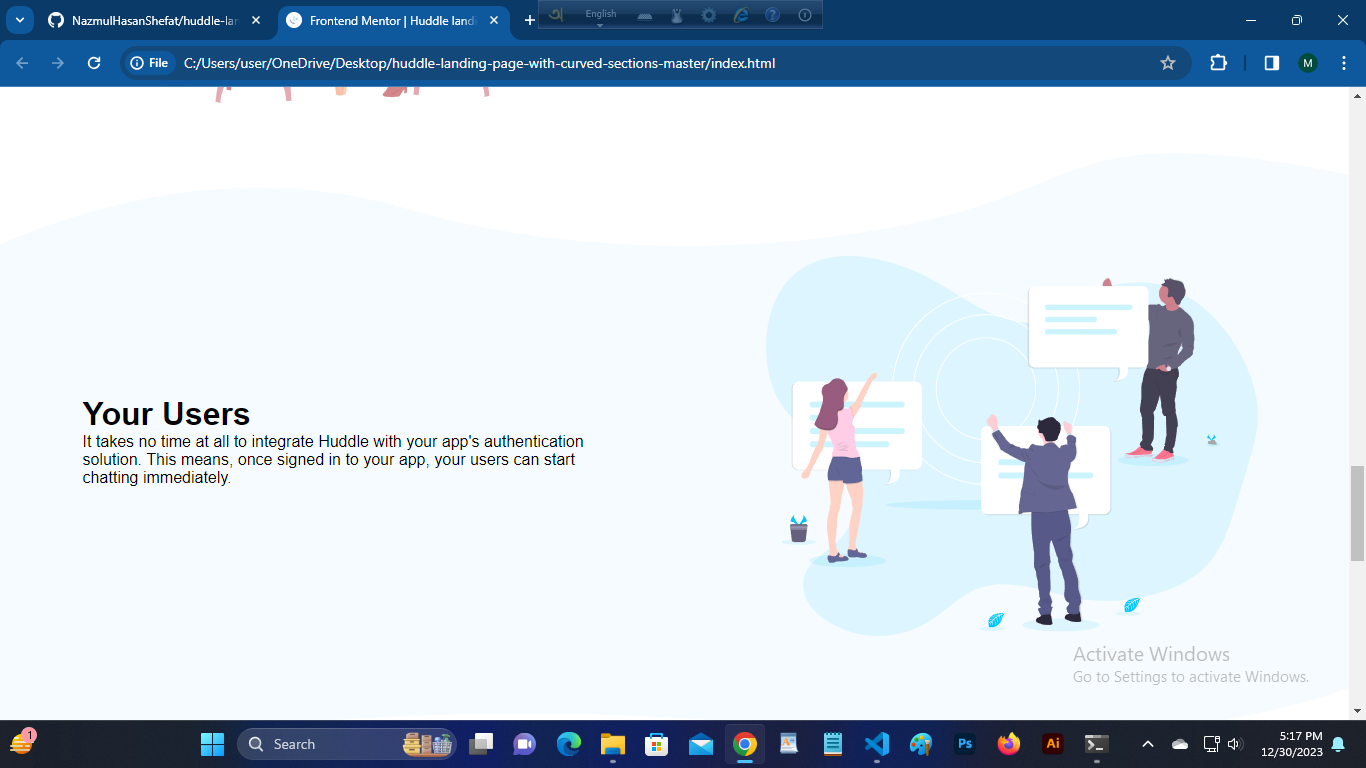 NazmulHasanShefat/huddle-lan
Frontend Mentor | Huddle landi
English
File
C:/Users/user/OneDrive/Desktop/huddle-landing-page-with-curved-sections-master/index.html
M
Your Users
It takes no time at all to integrate Huddle with your app's authentication
solution. This means, once signed in to your app, your users can start
chatting immediately.
Activate Windows
Go to Settings to activate Windows.
1
Search
Ps
Ai
5:17 PM
12/30/2023